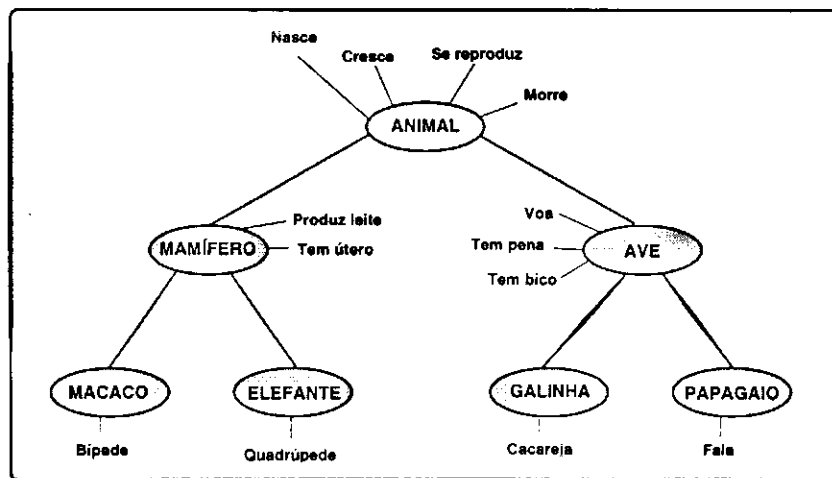 Nasce
Cresce
Se reproduz
Morre
ANIMAL
Produz leite
Voa
MAMÍFERO
Tem útero
Tem pena
AVE
Tem bico
MACACO
ELEFANTE
GALINHA
PAPAGAIO
Bípede
Quadrúpede
Cacareja
Fala